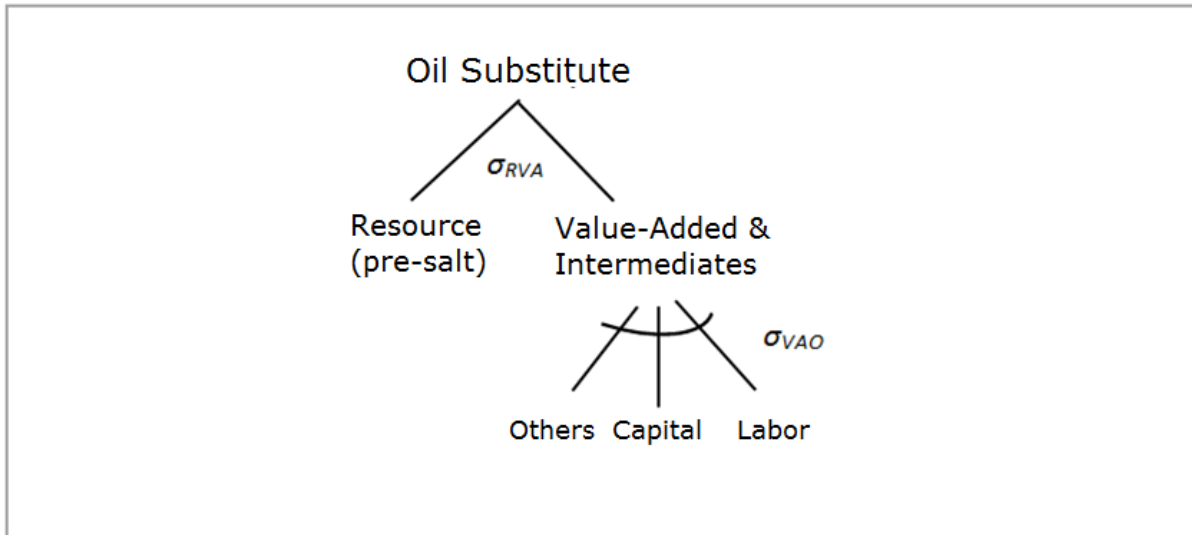 Oil Substitute
σRVA
Resource
(pre-salt)
Value-Added &
Intermediates
σVAO
Others Capital Labor